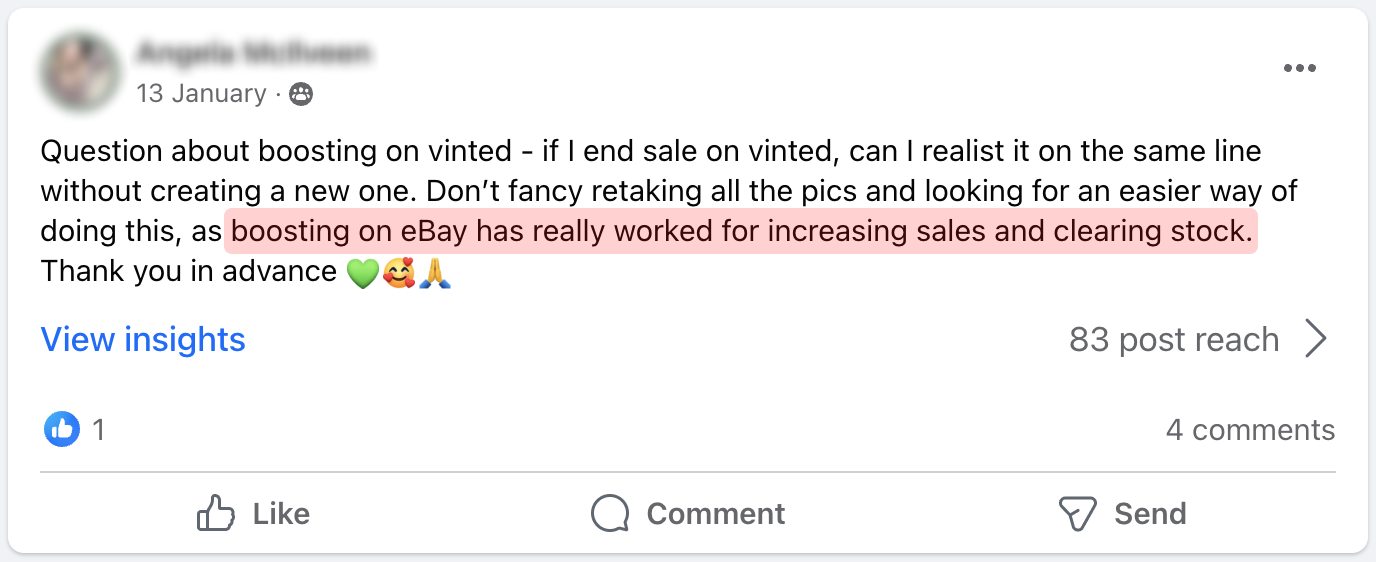 13 January ·
Question about boosting on vinted - if I end sale on vinted, can I realist it on the same line
without creating a new one. Don’t fancy retaking all the pics and looking for an easier way of
doing this, as boosting on eBay has really worked for increasing sales and clearing stock.
Thank you in advance 💚🥰🙏
View insights
83 post reach
1
4 comments
Like
Comment
Send